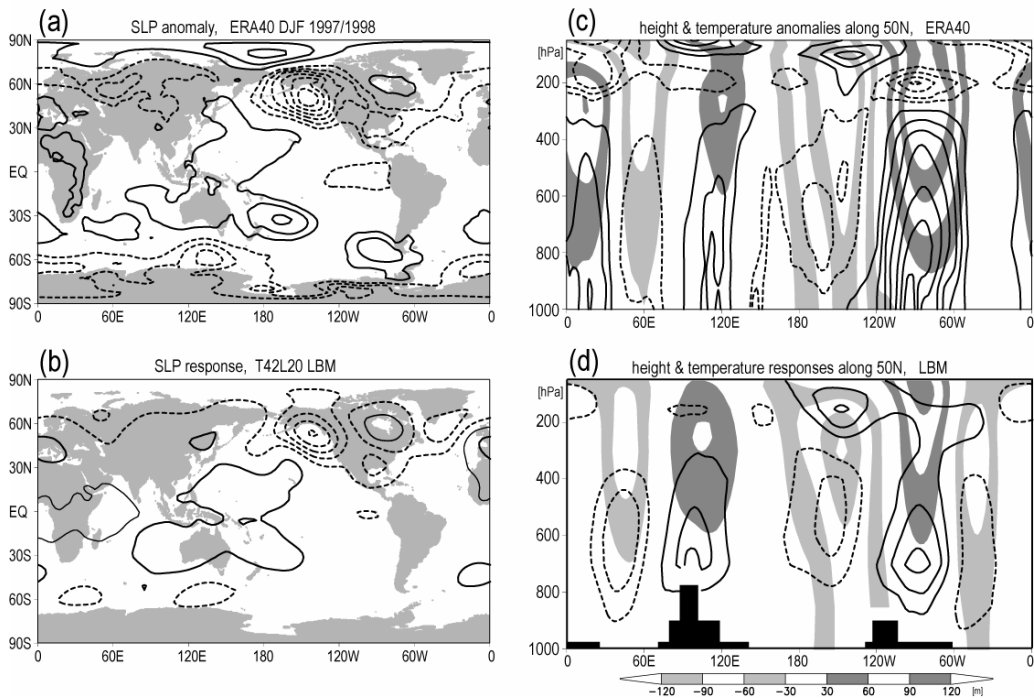 (a)
SLP anomaly, ERA40 DJF 1997/1998
90N
60N
30N
EQ
30S
60S
90S
0 60E 120E 180 120W 60W 0
(b)
SLP response, T42L20 LBM
90N
60N
30N
EQ
30S
60S
90S
0 60E 120E 180 120W 60W 0
(c)
height & temperature anomalies along 50N, ERA40
[hPa]
200
400
600
800
1000
0 60E 120E 180 120W 60W 0
(d)
height & temperature responses along 50N, LBM
[hPa]
200
400
600
800
1000
0 60E 120E 180 120W 60W 0
−120 −90 −60 −30 30 60 90 120 [m]